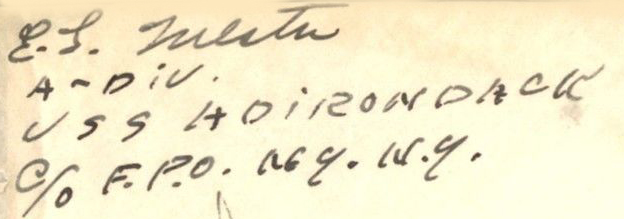 E.L.
A-DiV.
USS ADiRONDACK
C/O F.P.O. NY. N.Y.